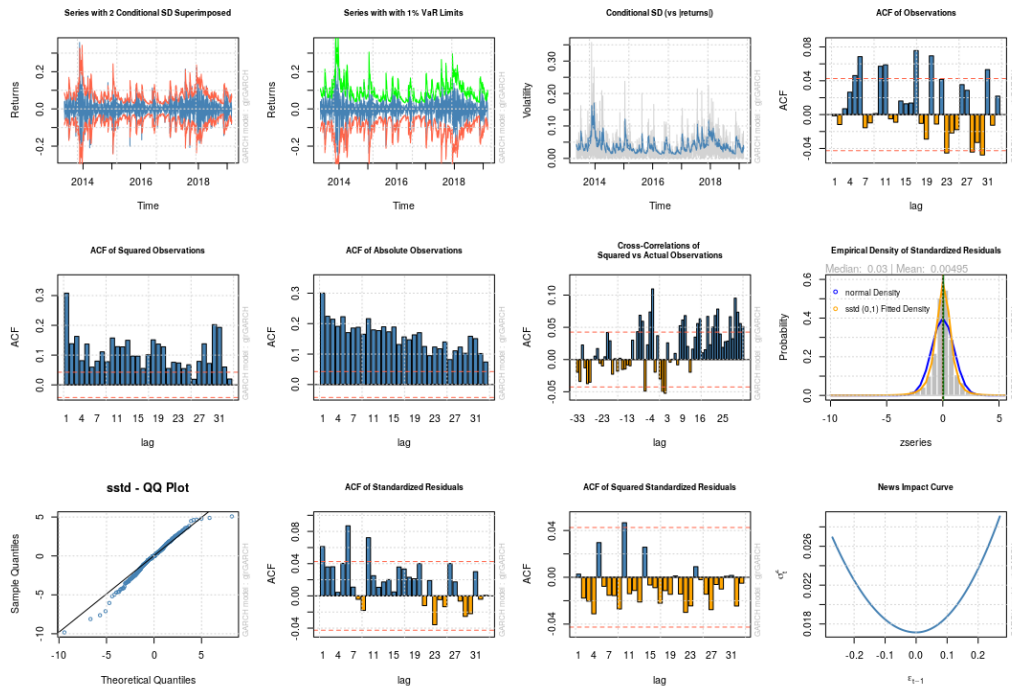 Series with 2 Conditional SD Superimposed
Returns
-0.2 0.0 0.2
2014 2016 2018
Time
GARCH model : gjrGARCH
Series with with 1% VaR Limits
Returns
-0.2 0.0 0.2
2014 2016 2018
Time
GARCH model : gjrGARCH
Conditional SD (vs |returns|)
Volatility
0.00 0.10 0.20 0.30
2014 2016 2018
Time
GARCH model : gjrGARCH
ACF of Observations
ACF
-0.04 0.00 0.04 0.08
1 4 7 11 15 19 23 27 31
lag
GARCH model : gjrGARCH
ACF of Squared Observations
ACF
0.0 0.1 0.2 0.3
1 4 7 11 15 19 23 27 31
lag
GARCH model : gjrGARCH
ACF of Absolute Observations
ACF
0.0 0.1 0.2 0.3
1 4 7 11 15 19 23 27 31
lag
GARCH model : gjrGARCH
Cross-Correlations of
Squared vs Actual Observations
ACF
-0.05 0.00 0.05 0.10
-33 -23 -13 -4 3 9 16 25
lag
GARCH model : gjrGARCH
Empirical Density of Standardized Residuals
Median: 0.03 | Mean: 0.00495
normal Density
sstd (0,1) Fitted Density
Probability
0.0 0.2 0.4 0.6
-10 -5 0 5
zseries
GARCH model : gjrGARCH
sstd - QQ Plot
Sample Quantiles
-10 -5 0 5
-10 -5 0 5
Theoretical Quantiles
GARCH model : gjrGARCH
ACF of Standardized Residuals
ACF
-0.04 0.00 0.04 0.08
1 4 7 11 15 19 23 27 31
lag
GARCH model : gjrGARCH
ACF of Squared Standardized Residuals
ACF
-0.04 0.00 0.04
1 4 7 11 15 19 23 27 31
lag
GARCH model : gjrGARCH
News Impact Curve
0.018 0.022 0.026
-0.2 -0.1 0.0 0.1 0.2
εt−1